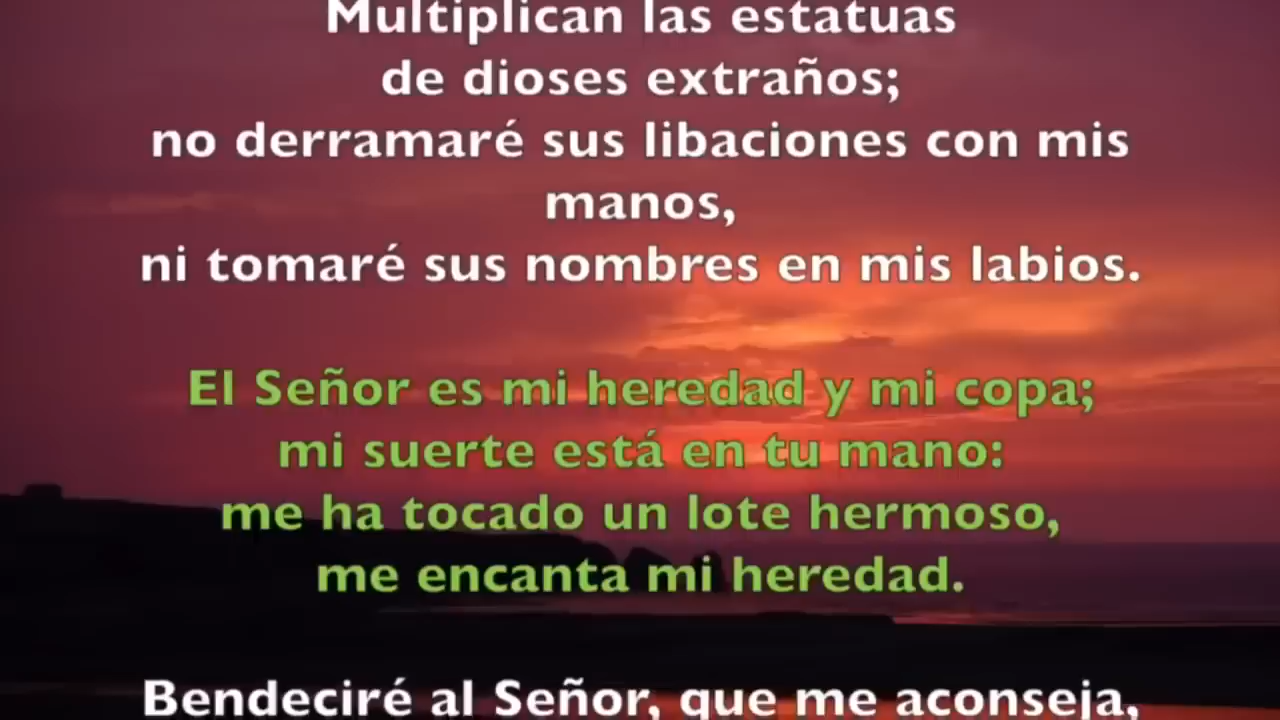 Multiplican las estatuas
de dioses extraños;
no derramaré sus libaciones con mis
manos,
ni tomaré sus nombres en mis labios.
El Señor es mi heredad y mi copa;
mi suerte está en tu mano:
me ha tocado un lote hermoso,
me encanta mi heredad.
Bendeciré al Señor, que me aconseja,